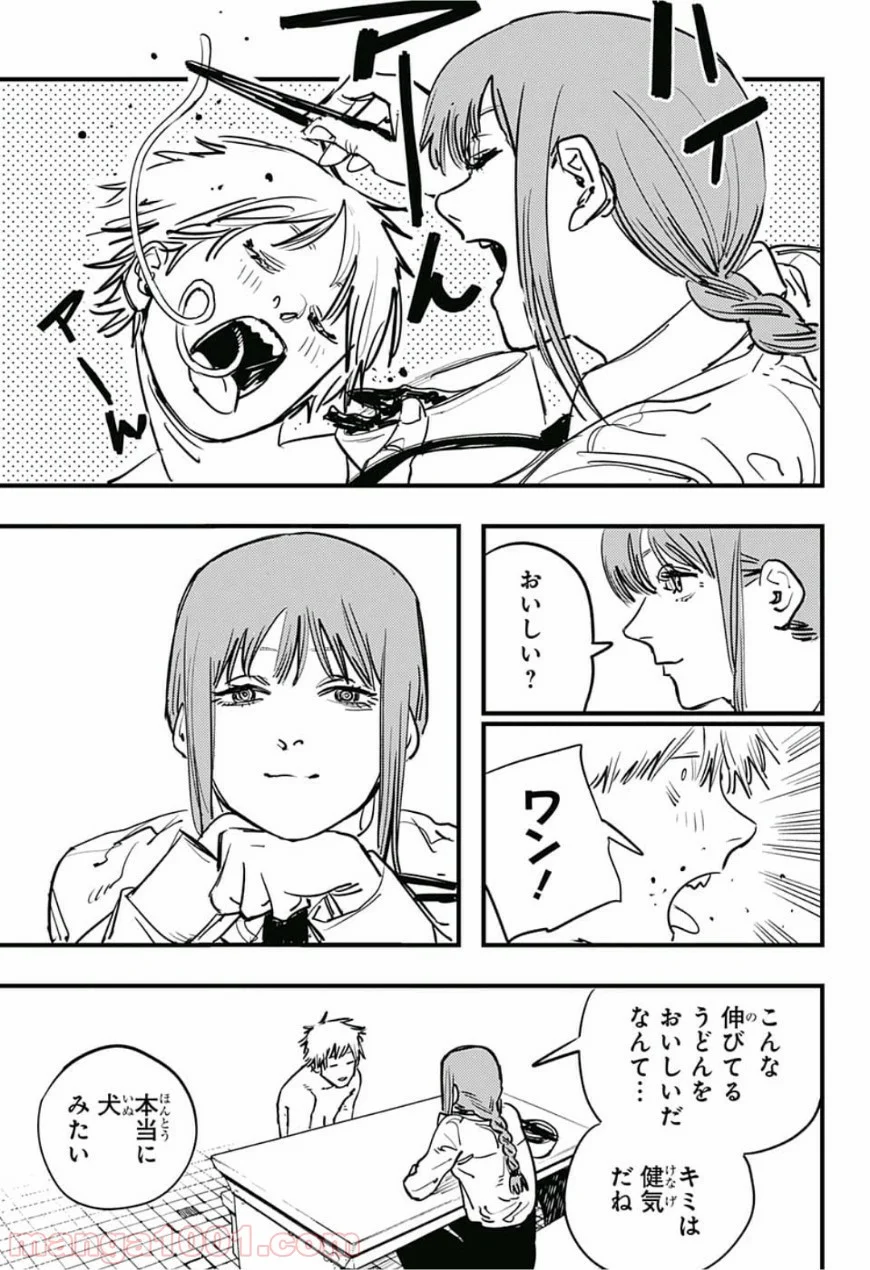 アーん
アーん
おいしい？
ワン！
こんな
伸びてる
うどんを
おいしいだ
なんて…
キミは
健気
だね
本当に
犬
みたい
manga1001.com